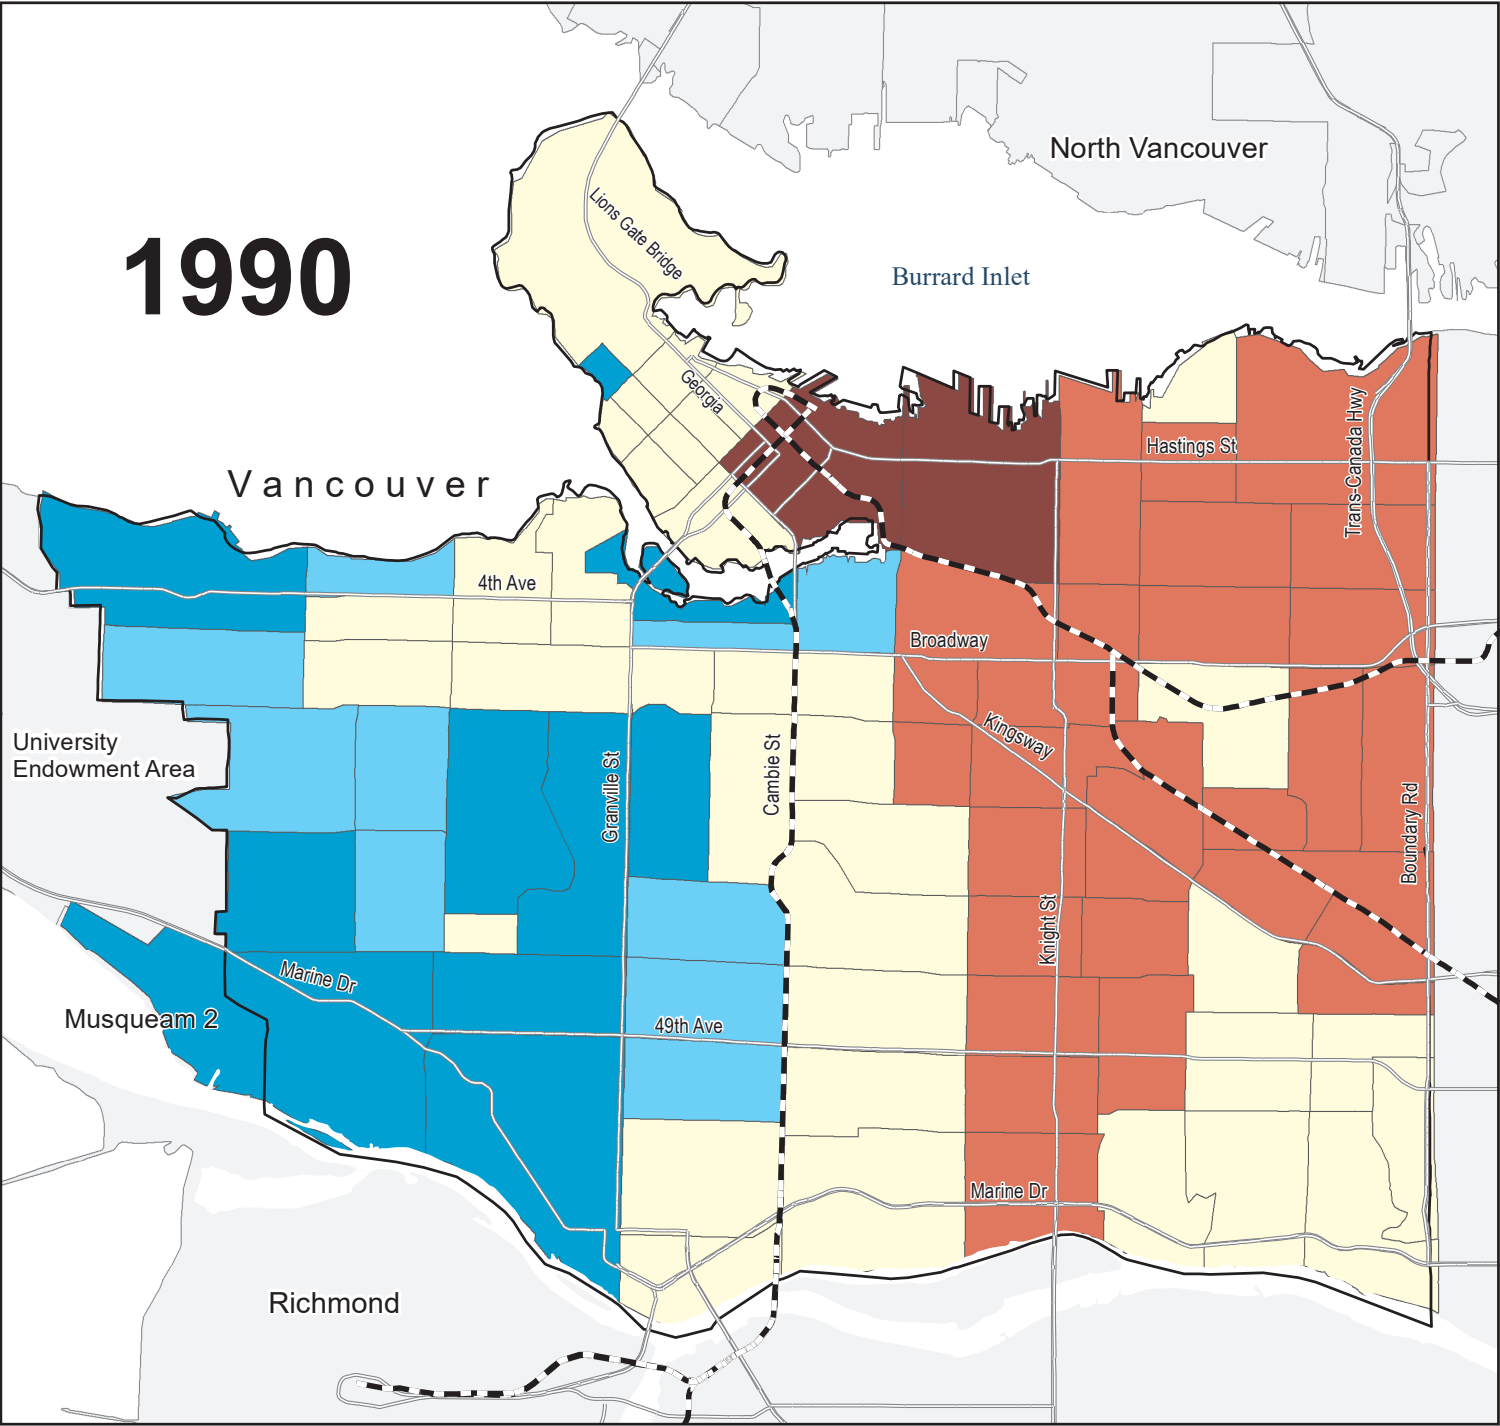 North Vancouver
1990
Lions Gate Bridge
Burrard Inlet
Georgia
Trans-Canada Hwy
Hastings St
Vancouver
4th Ave
Broadway
University
Endowment Area
Granville St
Cambie St
Kingsway
Boundary Rd
Knight St
Marine Dr
Musqueam 2
49th Ave
Marine Dr
Richmond